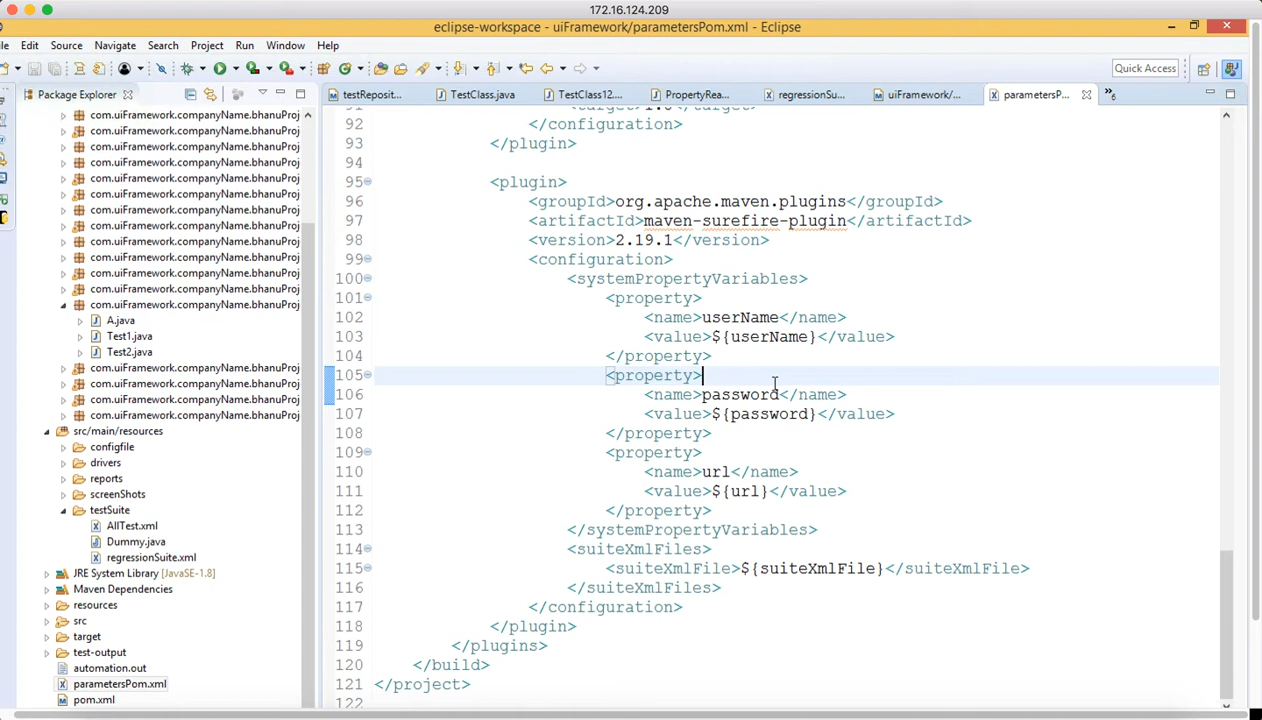 172.16.124.209
eclipse-workspace - uiFramework/parametersPom.xml - Eclipse
Edit Source Navigate Search Project Run Window Help
Quick Access
Package Explorer
testReposit... TestClass.java TestClass12.... PropertyRea... regressionSu... uiFramework/... parametersP...
com.uiFramework.companyName.bhanuProj
com.uiFramework.companyName.bhanuProj
com.uiFramework.companyName.bhanuProj
com.uiFramework.companyName.bhanuProj
com.uiFramework.companyName.bhanuProj
com.uiFramework.companyName.bhanuProj
com.uiFramework.companyName.bhanuProj
com.uiFramework.companyName.bhanuProj
com.uiFramework.companyName.bhanuProj
com.uiFramework.companyName.bhanuProj
com.uiFramework.companyName.bhanuProj
com.uiFramework.companyName.bhanuProj
com.uiFramework.companyName.bhanuProj
A.java
Test1.java
Test2.java
com.uiFramework.companyName.bhanuProj
com.uiFramework.companyName.bhanuProj
com.uiFramework.companyName.bhanuProj
com.uiFramework.companyName.bhanuProj
src/main/resources
configfile
drivers
reports
screenShots
testSuite
AllTest.xml
Dummy.java
regressionSuite.xml
JRE System Library [JavaSE-1.8]
Maven Dependencies
resources
src
target
test-output
automation.out
parametersPom.xml
pom.xml
92 </configuration>
93 </plugin>
94
95 <plugin>
96 <groupId>org.apache.maven.plugins</groupId>
97 <artifactId>maven-surefire-plugin</artifactId>
98 <version>2.19.1</version>
99 <configuration>
100 <systemPropertyVariables>
101 <property>
102 <name>userName</name>
103 <value>${userName}</value>
104 </property>
105 <property>
106 <name>password</name>
107 <value>${password}</value>
108 </property>
109 <property>
110 <name>url</name>
111 <value>${url}</value>
112 </property>
113 </systemPropertyVariables>
114 <suiteXmlFiles>
115 <suiteXmlFile>${suiteXmlFile}</suiteXmlFile>
116 </suiteXmlFiles>
117 </configuration>
118 </plugin>
119 </plugins>
120 </build>
121 </project>
122